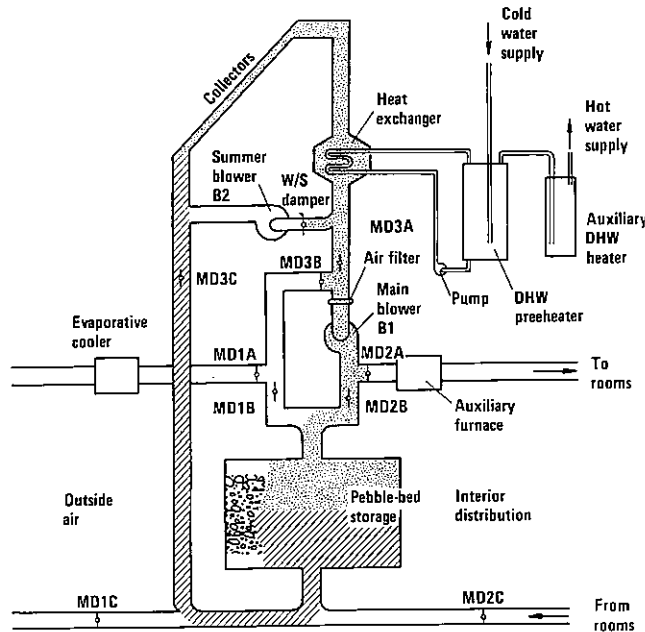 Cold
water
supply
Collectors
Heat
exchanger
Hot
water
supply
Summer
blower
B2
W/S
damper
MD3A
Auxiliary
DHW
heater
MD3B
Air filter
MD3C
Main
blower
B1
Pump
DHW
preheater
Evaporative
cooler
MD1A
MD2A
To
rooms
MD1B
MD2B
Auxiliary
furnace
Outside
air
Pebble-bed
storage
Interior
distribution
MD1C
MD2C
From
rooms